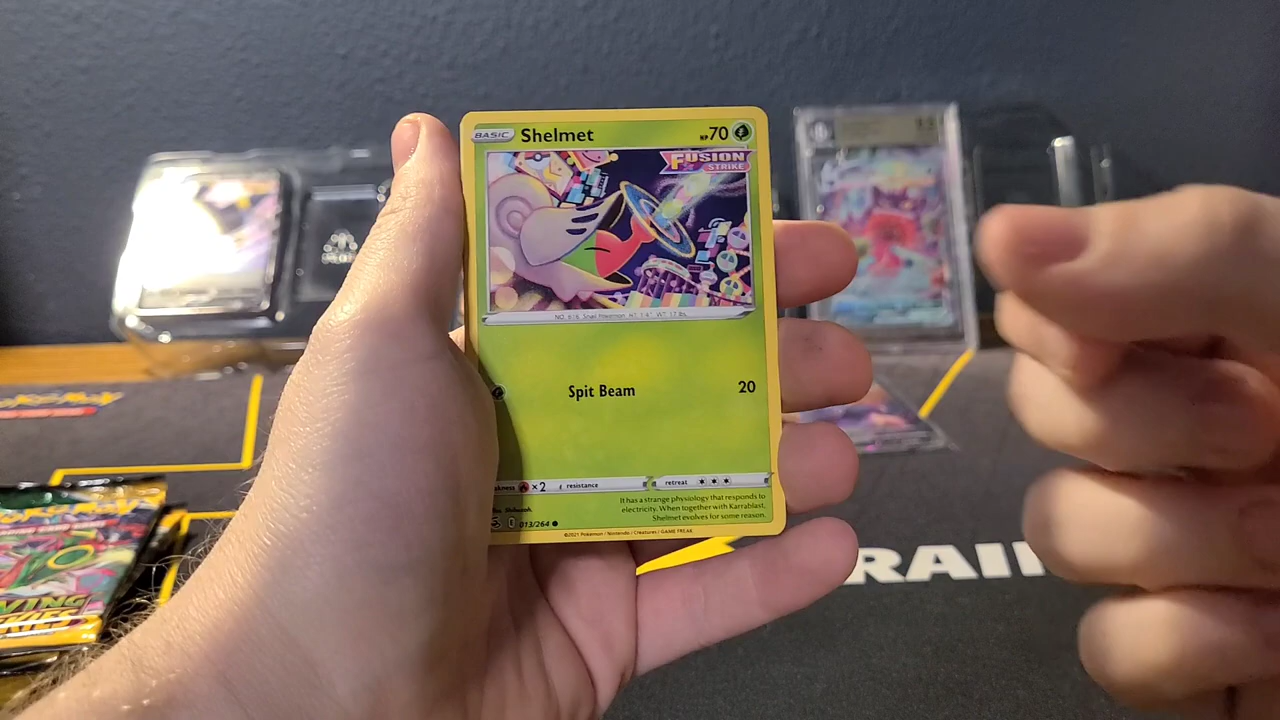 BASIC Shelmet HP 70
FUSION
STRIKE
NO. 616 Snail Pokémon HT: 1'4" WT: 17 lbs.
Spit Beam 20
×2 resistance retreat
It has a strange physiology that responds to
electricity. When together with Karrablast,
Shelmet evolves for some reason.
013/264
©2021 Pokémon / Nintendo / Creatures / GAME FREAK
RAIN